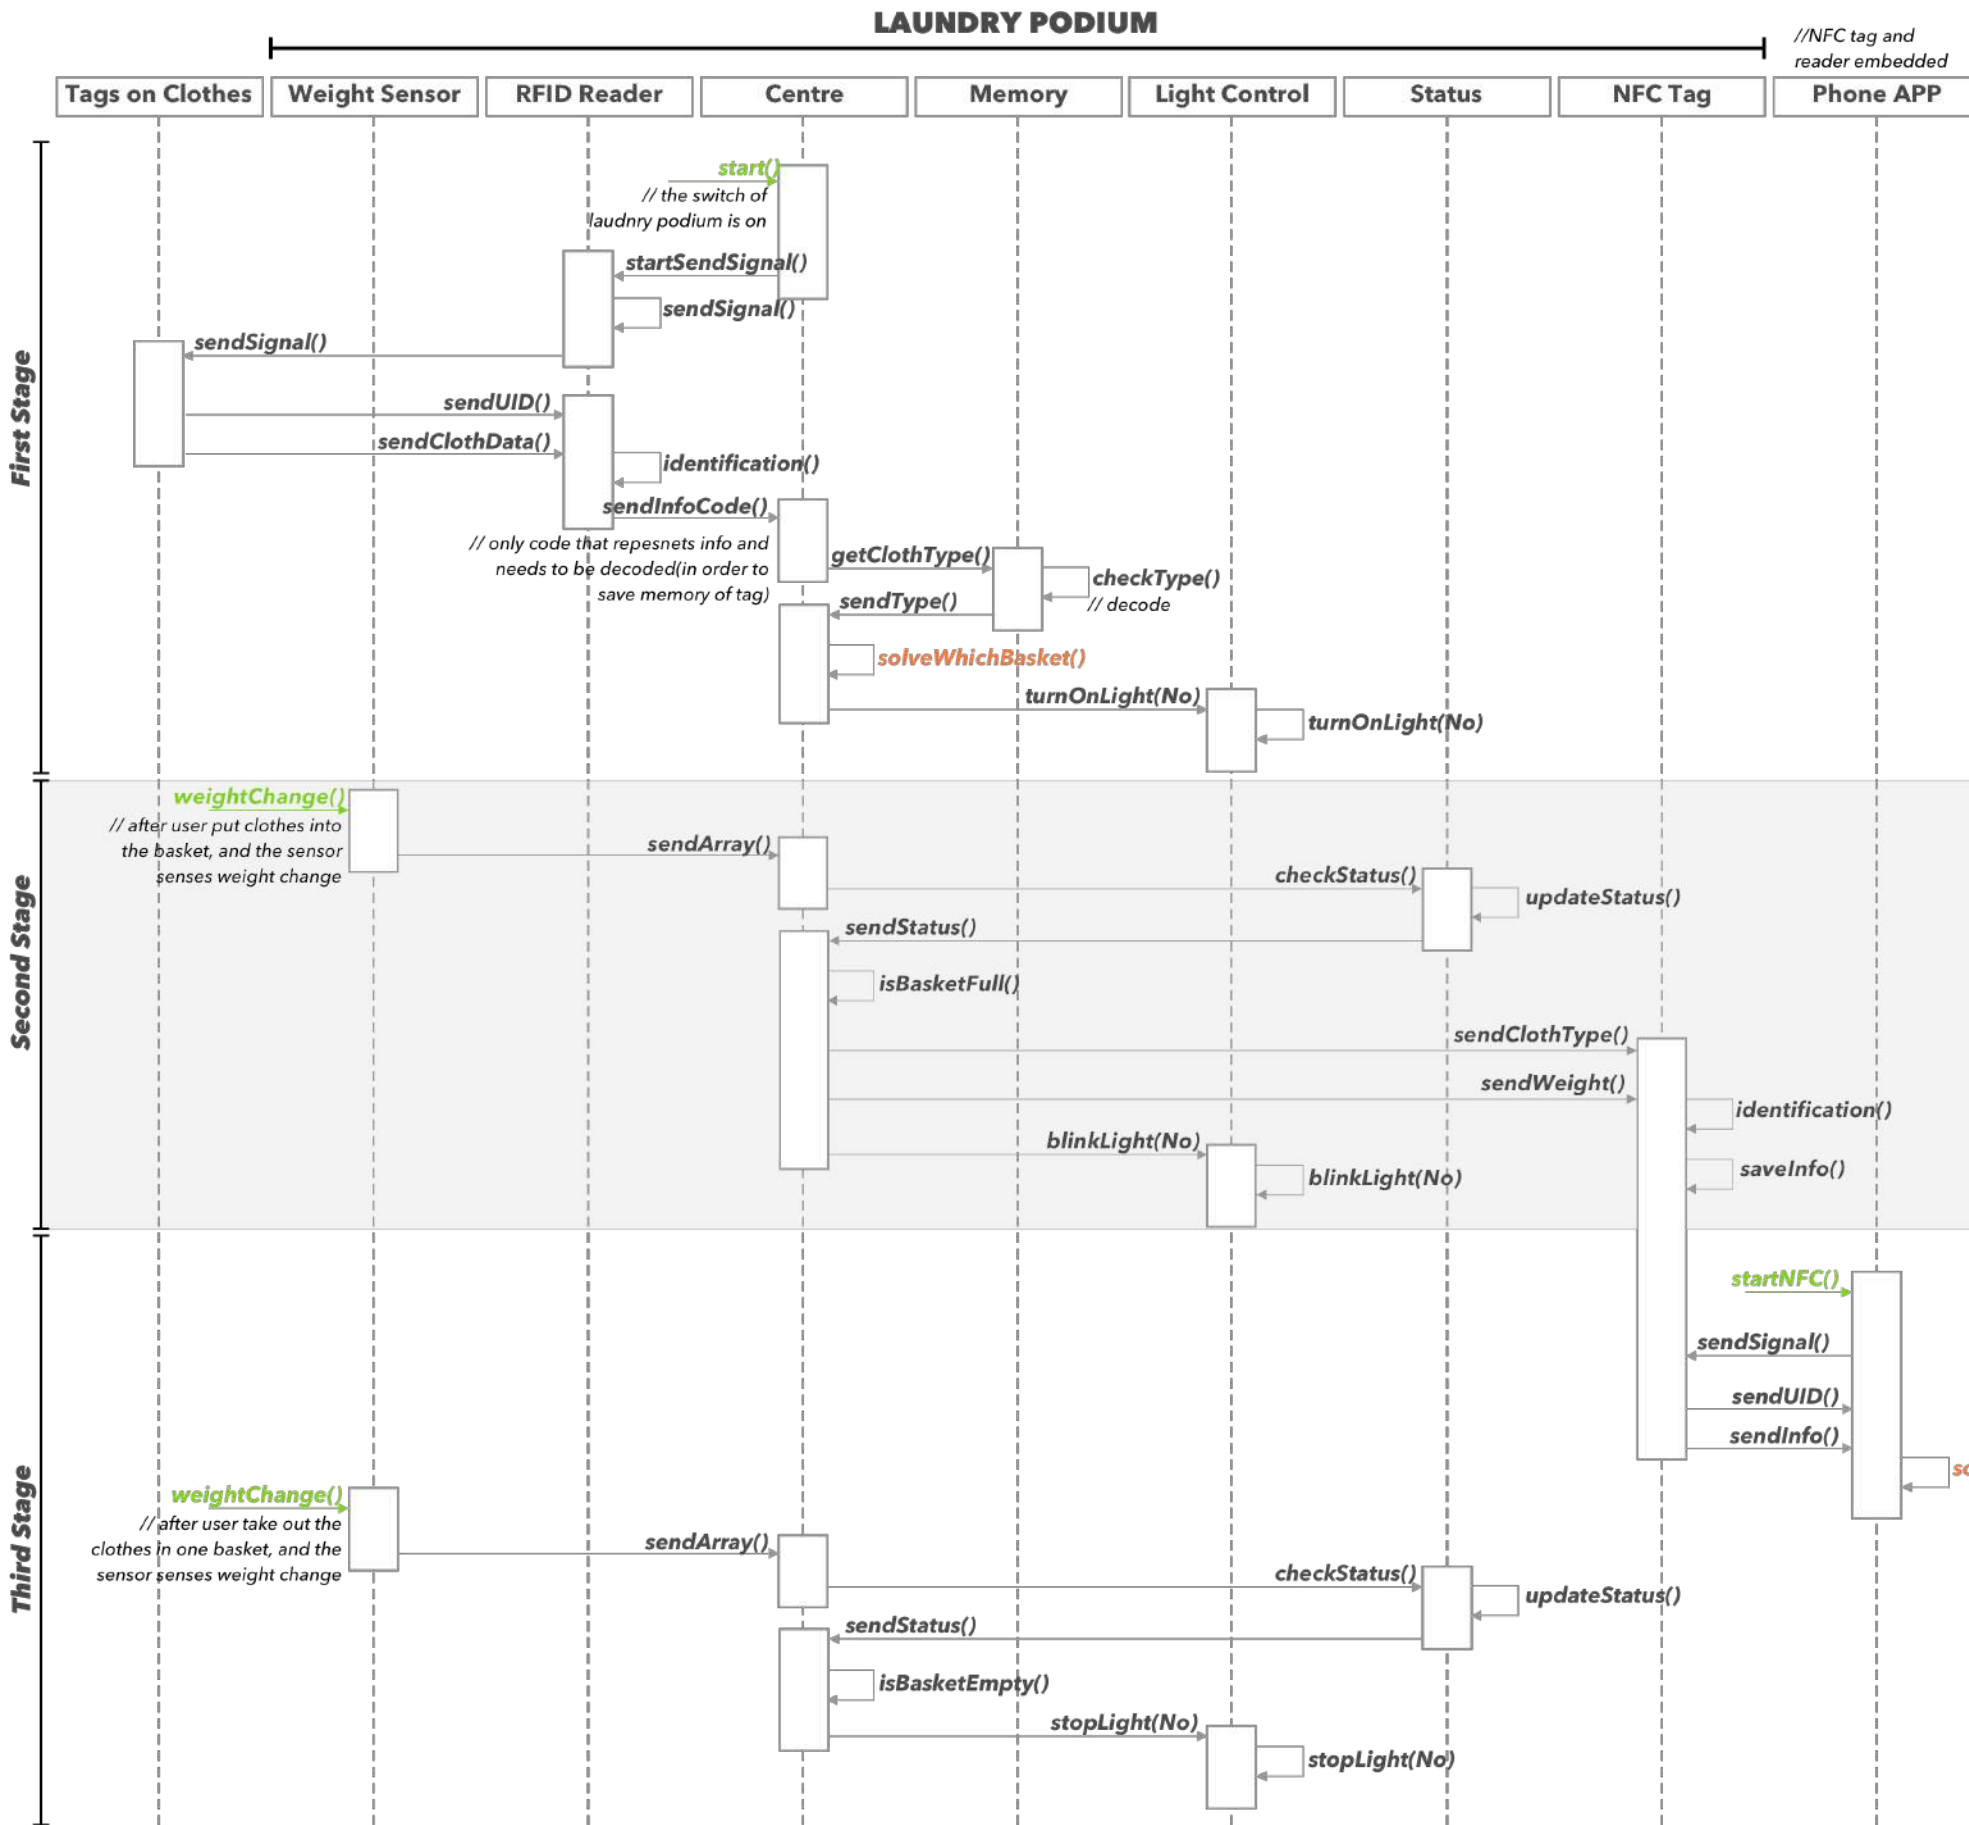 LAUNDRY PODIUM
//NFC tag and
reader embedded
Tags on Clothes
Weight Sensor
RFID Reader
Centre
Memory
Light Control
Status
NFC Tag
Phone APP
First Stage
start()
// the switch of
laudnry podium is on
startSendSignal()
sendSignal()
sendSignal()
sendUID()
sendClothData()
identification()
sendInfoCode()
// only code that repesnets info and
needs to be decoded(in order to
save memory of tag)
getClothType()
checkType()
// decode
sendType()
solveWhichBasket()
turnOnLight(No)
turnOnLight(No)
Second Stage
weightChange()
// after user put clothes into
the basket, and the sensor
senses weight change
sendArray()
checkStatus()
updateStatus()
sendStatus()
isBasketFull()
sendClothType()
sendWeight()
identification()
blinkLight(No)
blinkLight(No)
saveInfo()
Third Stage
startNFC()
sendSignal()
sendUID()
sendInfo()
weightChange()
// after user take out the
clothes in one basket, and the
sensor senses weight change
sendArray()
checkStatus()
updateStatus()
sendStatus()
isBasketEmpty()
stopLight(No)
stopLight(No)